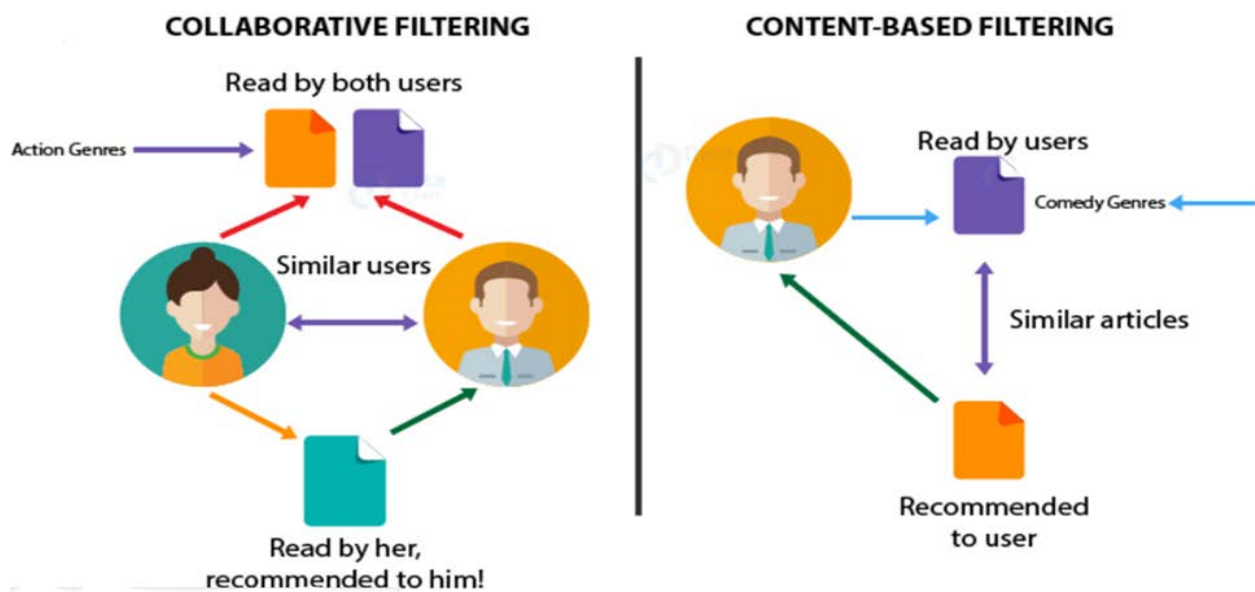 COLLABORATIVE FILTERING
Read by both users
Action Genres
Similar users
Read by her,
recommended to him!
CONTENT-BASED FILTERING
Read by users
Comedy Genres
Similar articles
Recommended
to user